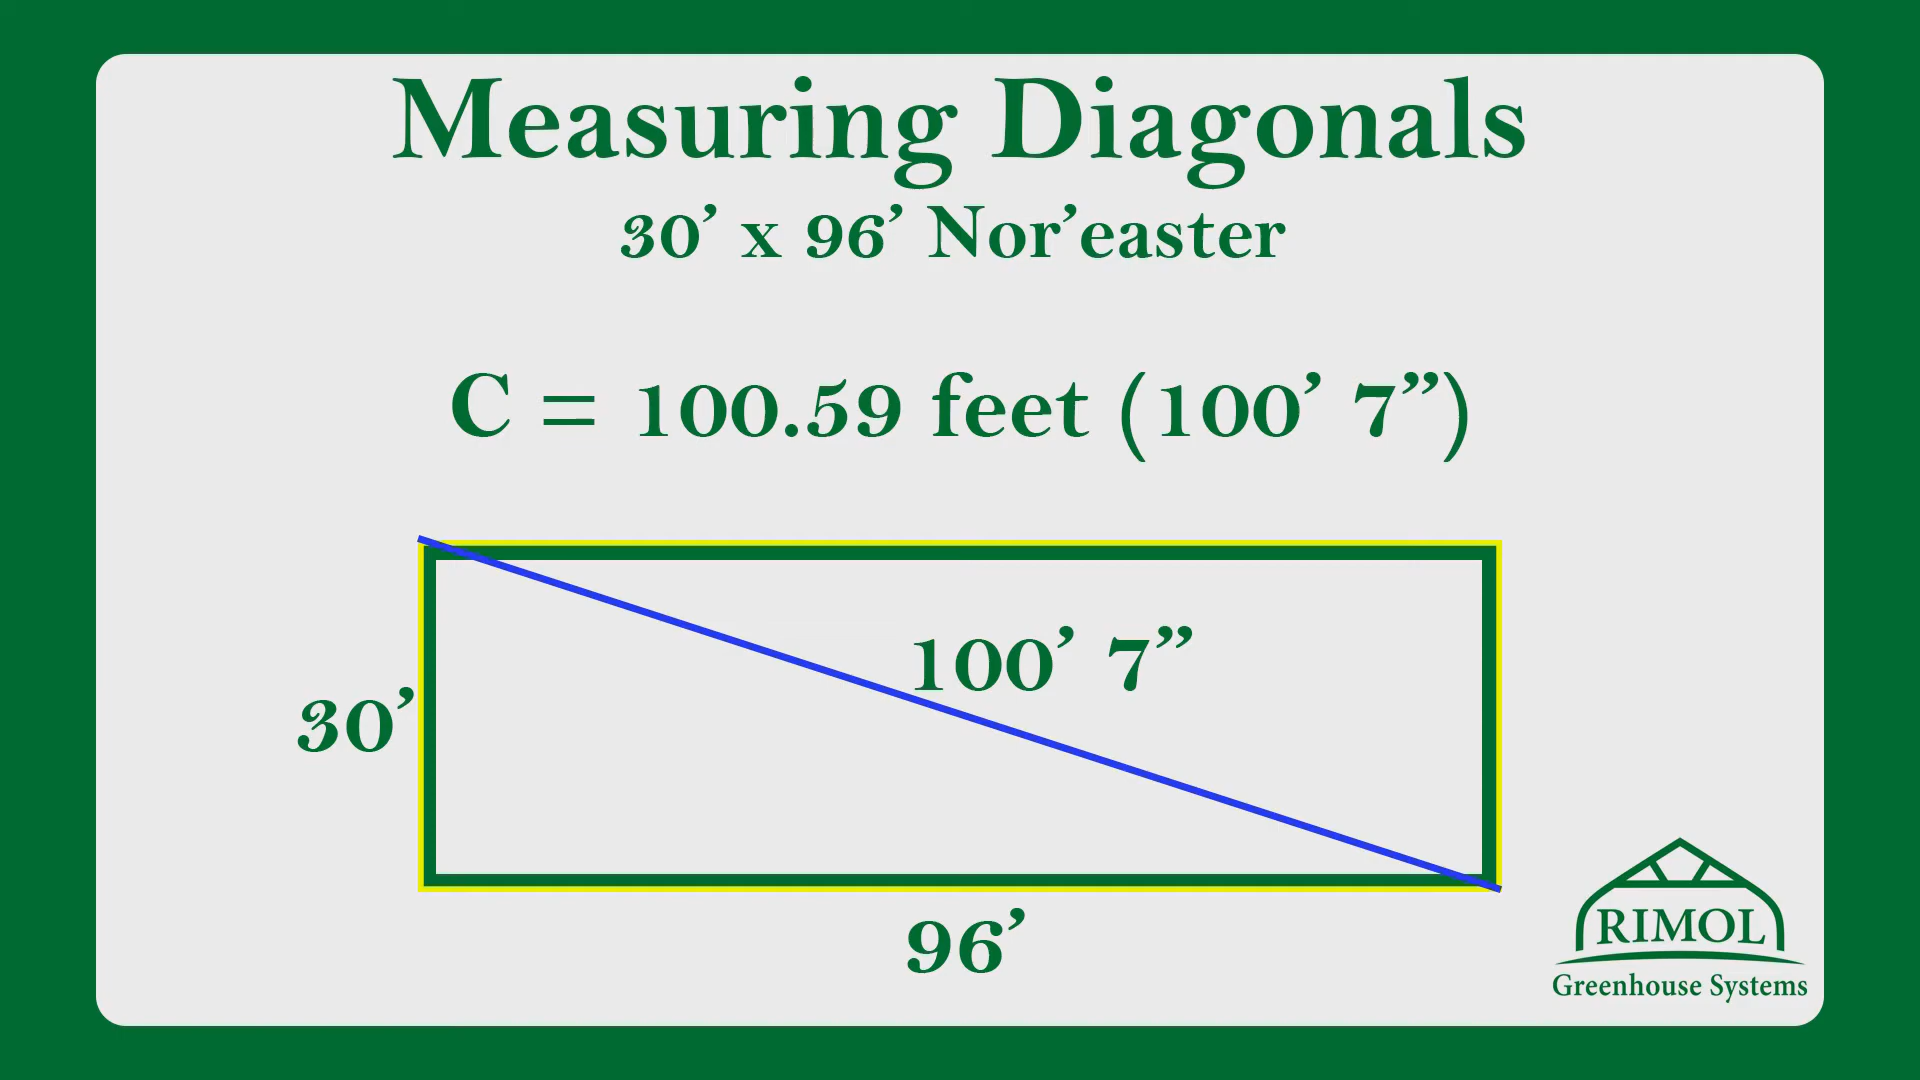 Measuring Diagonals
30’ x 96’ Nor’easter
C = 100.59 feet (100’ 7”)
100’ 7”
30’
96’
RIMOL
Greenhouse Systems